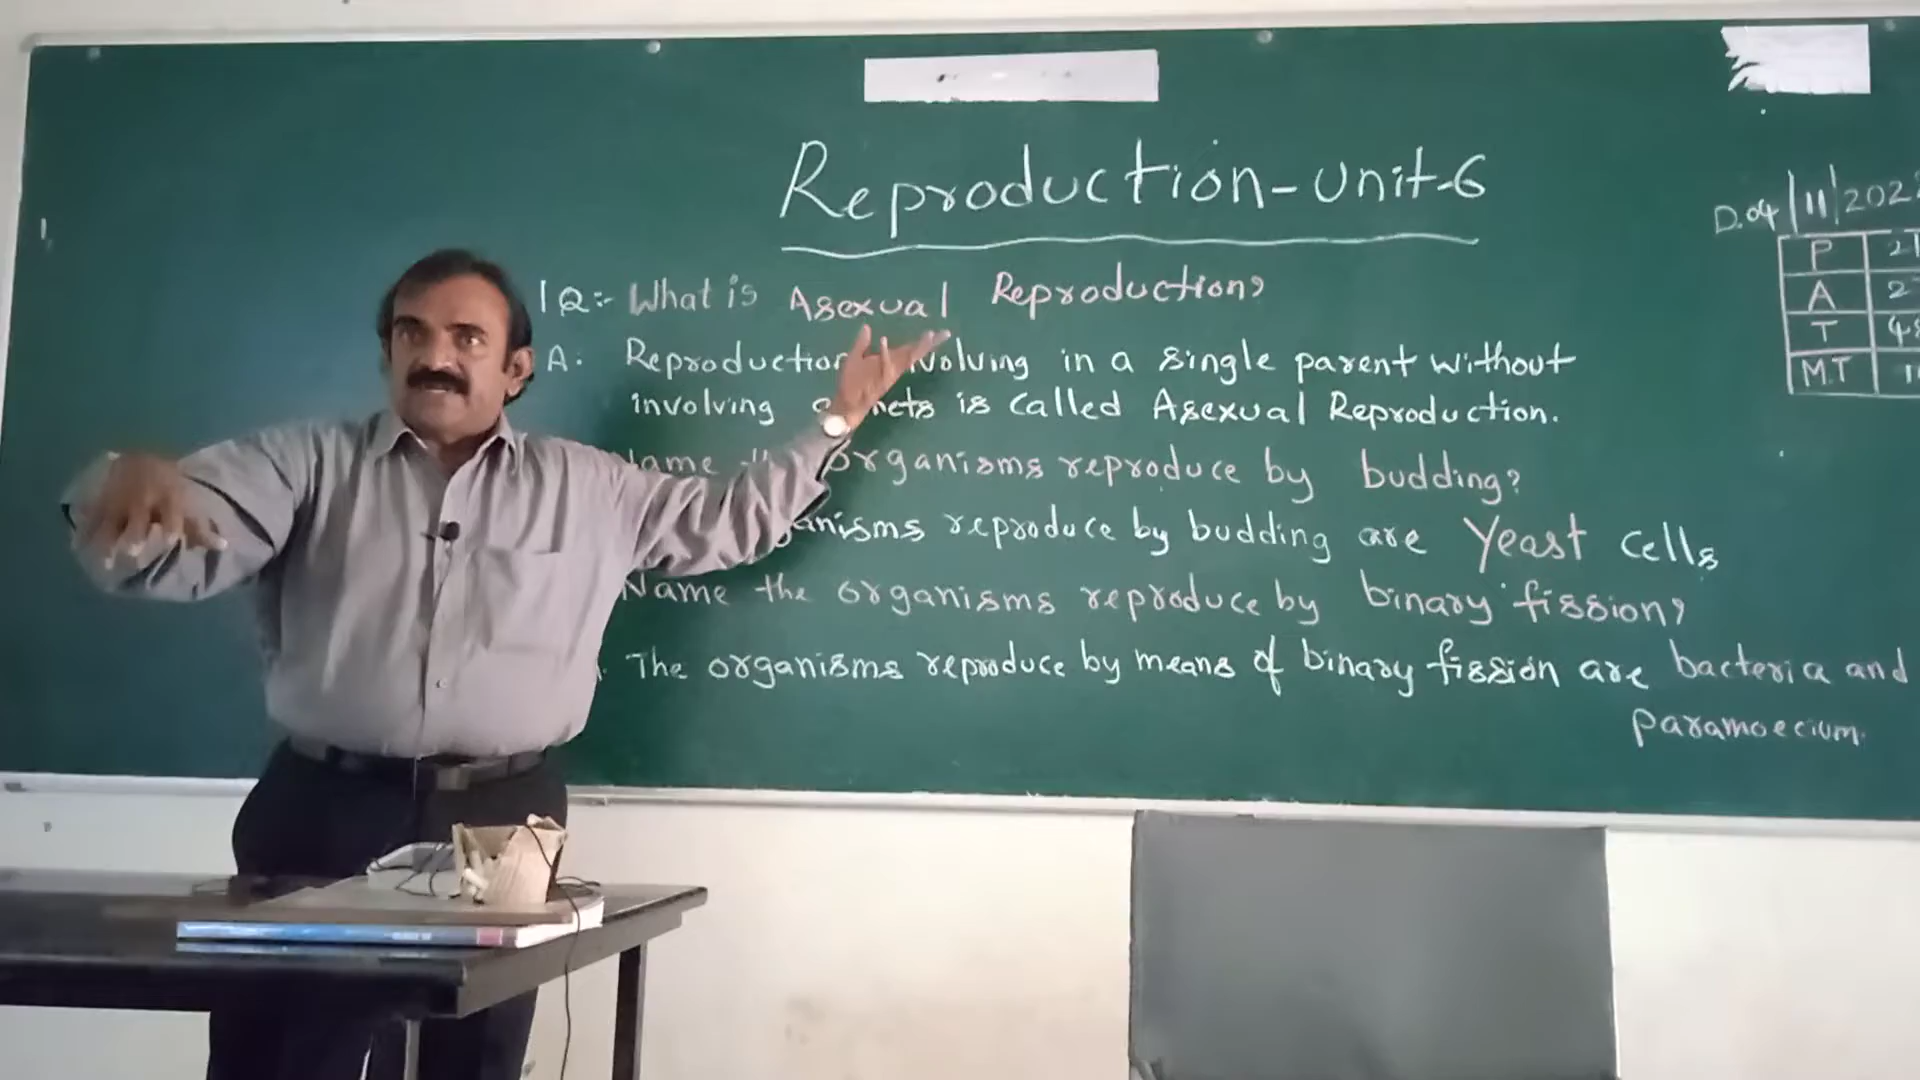 Reproduction-unit-6
D.04/11/2022
P
A
T
M.T
1Q:- What is Asexual Reproduction?
A: Reproduction involving in a single parent without
involving is called Asexual Reproduction.
Name organisms reproduce by budding?
reproduce by budding are Yeast cells
Name the organisms reproduce by binary fission?
The organisms reproduce by means of binary fission are bacteria and
paramoecium.